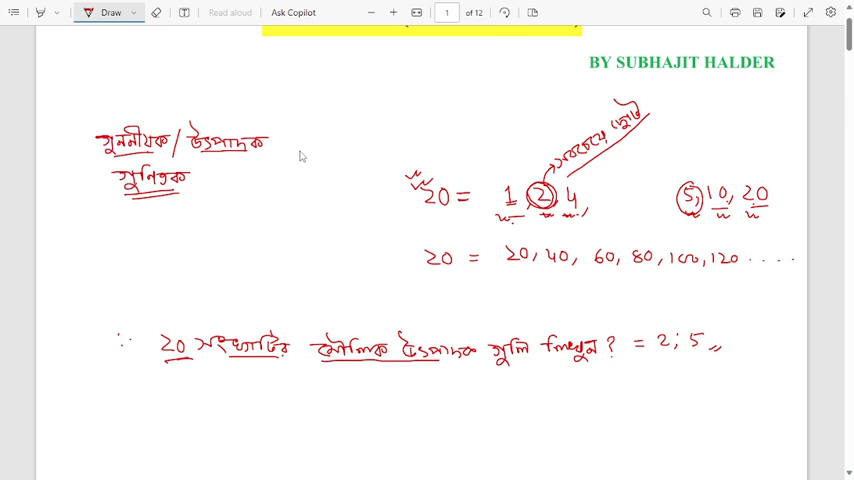 Draw
Read aloud
Ask Copilot
1 of 12
BY SUBHAJIT HALDER
গুননীয়ক / উৎপাদক
গুনিতক
সবচেয়ে ছোট
20 = 1, 2, 4, 5, 10, 20
20 = 20, 40, 60, 80, 100, 120 ....
∵ 20 সংখ্যাটির মৌলিক উৎপাদক গুলি লিখুন? = 2; 5,,